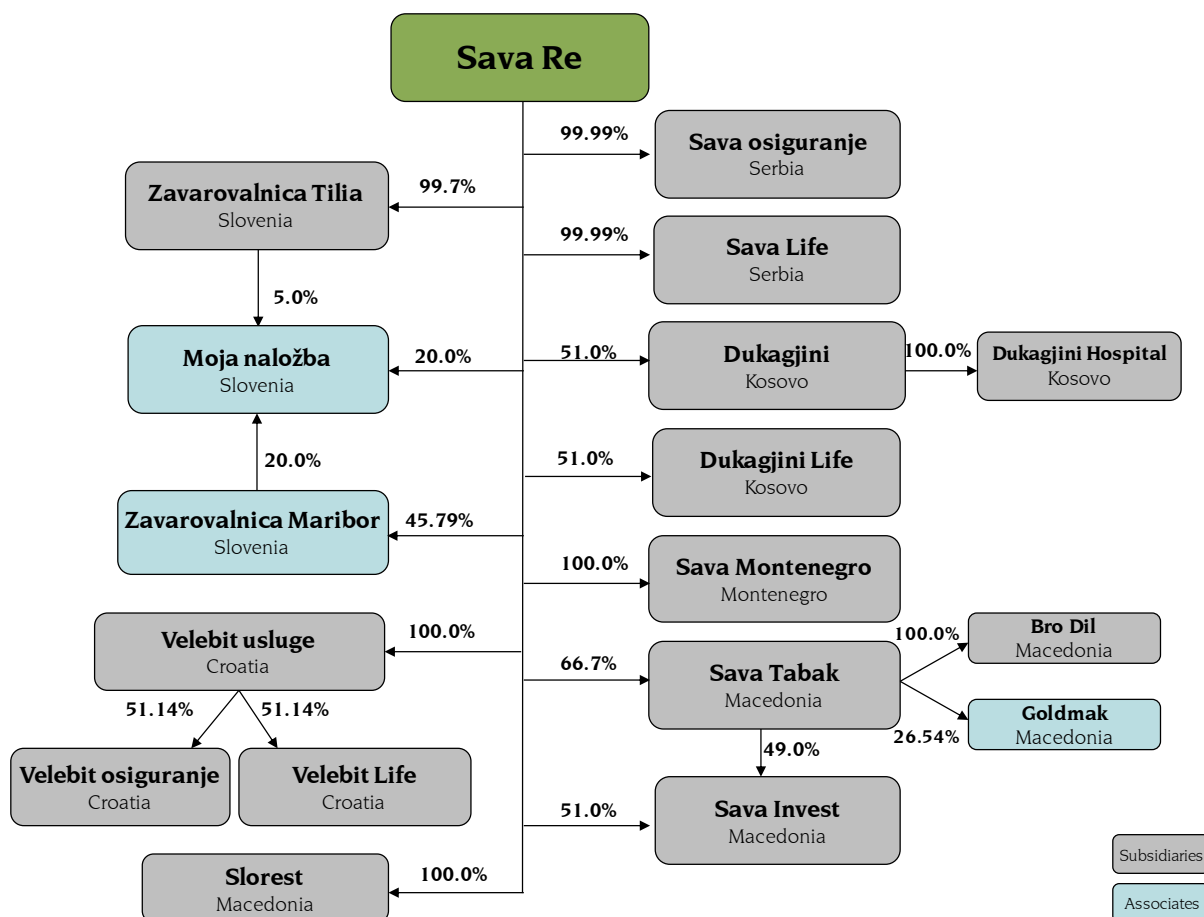 Sava Re
99.99%
Sava osiguranje
Serbia
Zavarovalnica Tilia
Slovenia
99.7%
99.99%
Sava Life
Serbia
5.0%
Moja naložba
Slovenia
20.0%
51.0%
Dukagjini
Kosovo
100.0%
Dukagjini Hospital
Kosovo
20.0%
51.0%
Dukagjini Life
Kosovo
Zavarovalnica Maribor
Slovenia
45.79%
100.0%
Sava Montenegro
Montenegro
Velebit usluge
Croatia
100.0%
66.7%
Sava Tabak
Macedonia
100.0%
Bro Dil
Macedonia
Goldmak
Macedonia
26.54%
51.14%
51.14%
49.0%
Velebit osiguranje
Croatia
Velebit Life
Croatia
51.0%
Sava Invest
Macedonia
Slorest
Macedonia
100.0%
Subsidiaries
Associates